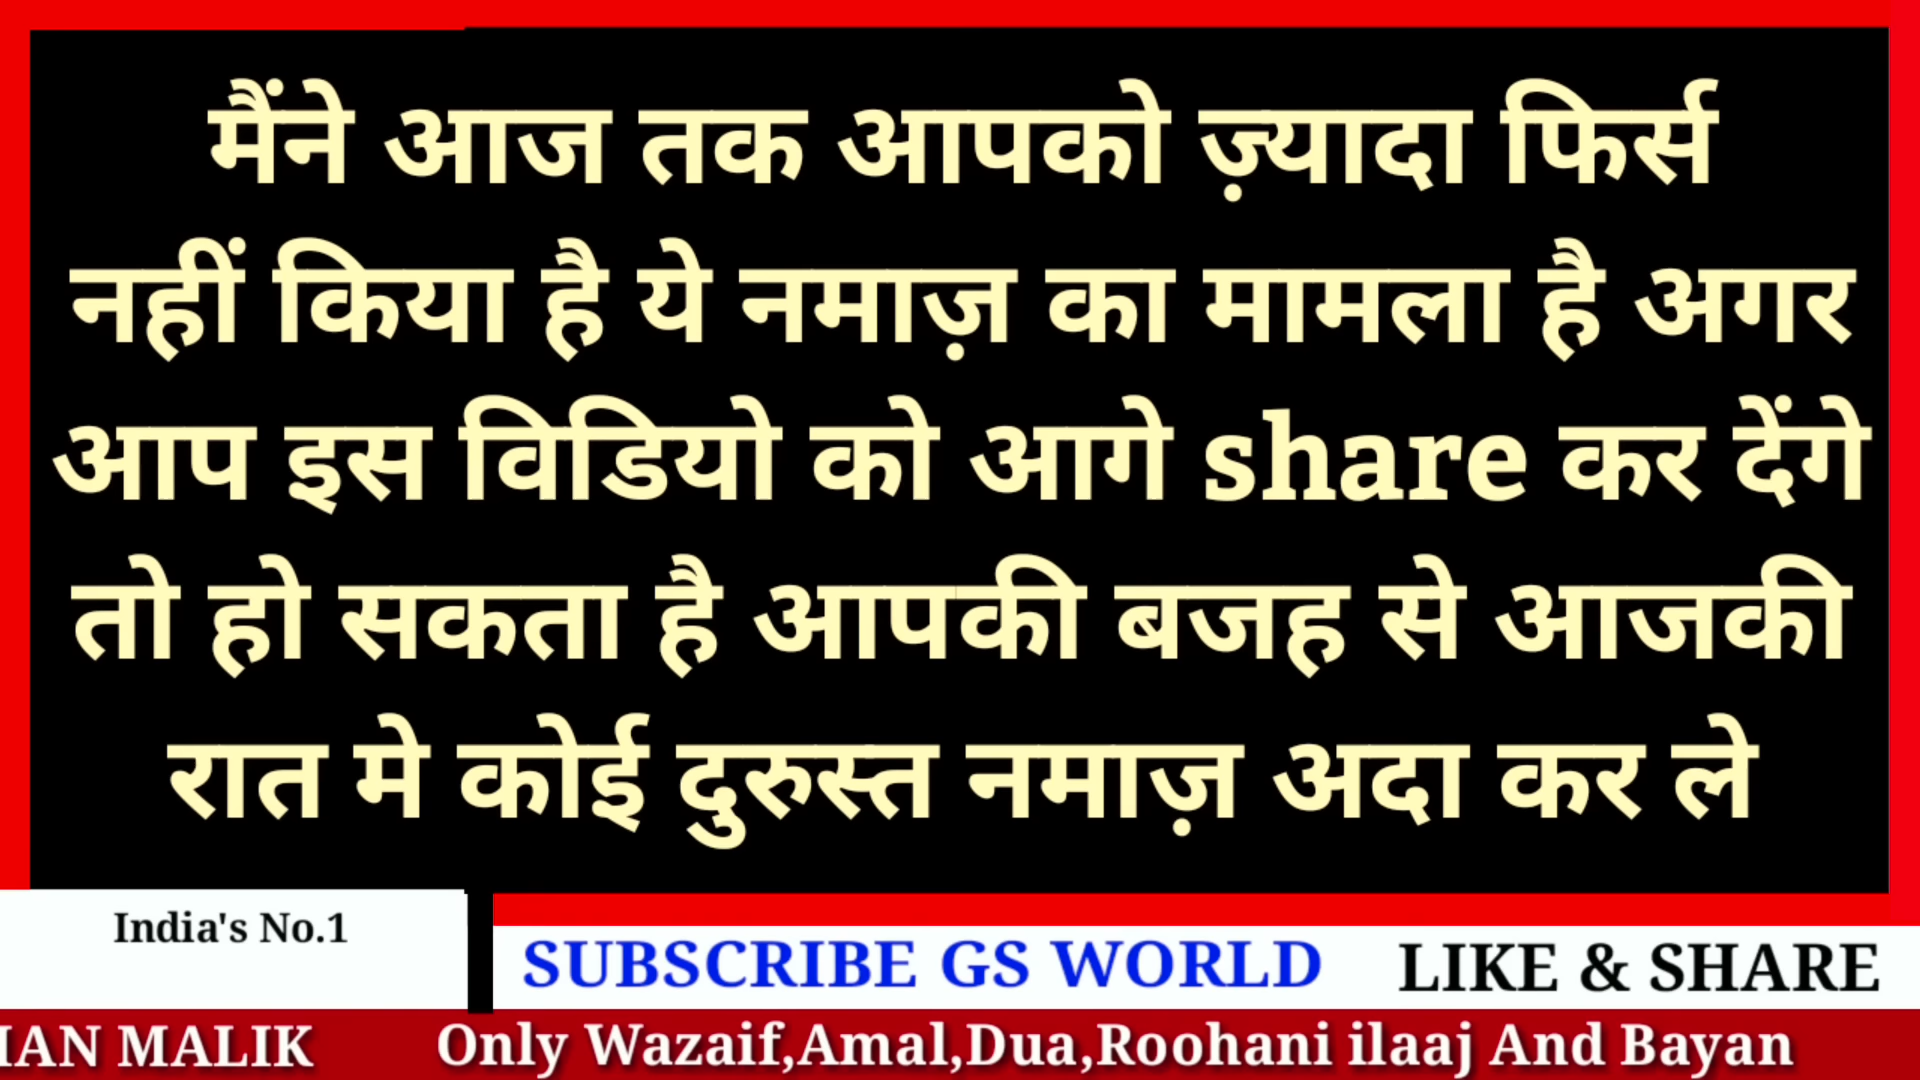 मैंने आज तक आपको ज़्यादा फिर्स
नहीं किया है ये नमाज़ का मामला है अगर
आप इस विडियो को आगे share कर देंगे
तो हो सकता है आपकी बजह से आजकी
रात मे कोई दुरुस्त नमाज़ अदा कर ले
India's No.1
SUBSCRIBE GS WORLD LIKE & SHARE
IAN MALIK Only Wazaif,Amal,Dua,Roohani ilaaj And Bayan